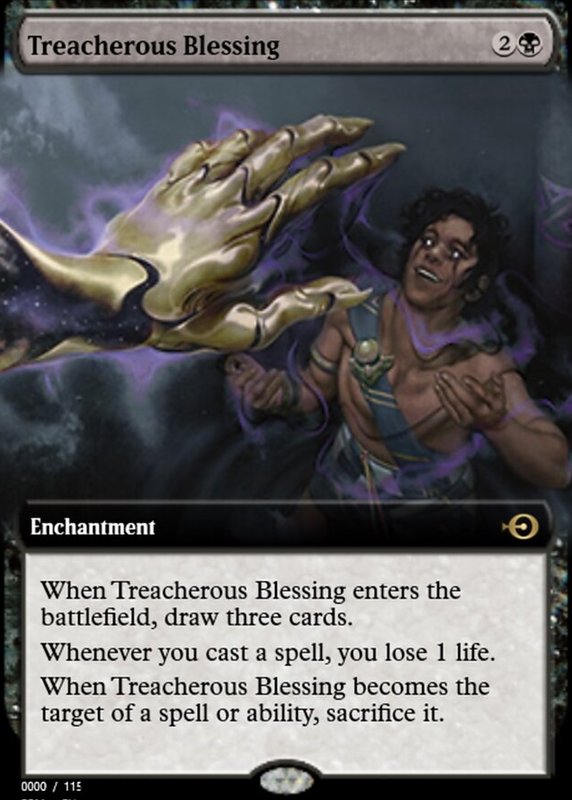 Treacherous Blessing 2
Enchantment
When Treacherous Blessing enters the
battlefield, draw three cards.
Whenever you cast a spell, you lose 1 life.
When Treacherous Blessing becomes the
target of a spell or ability, sacrifice it.
0000 / 115